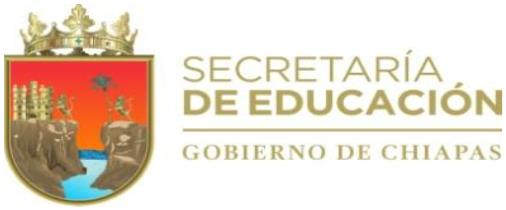 SECRETARÍA
DE EDUCACIÓN
GOBIERNO DE CHIAPAS